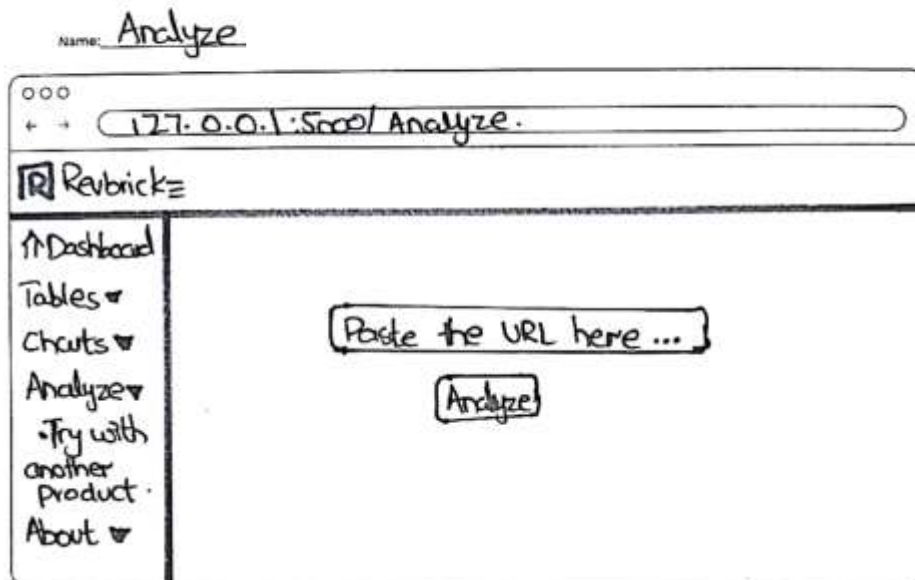 Name: Analyze
127.0.0.1:5000/Analyze.
R Revbrick
Dashboard
Tables
Charts
Analyze
Paste the URL here ...
Analyze
• Try with
another
product.
About